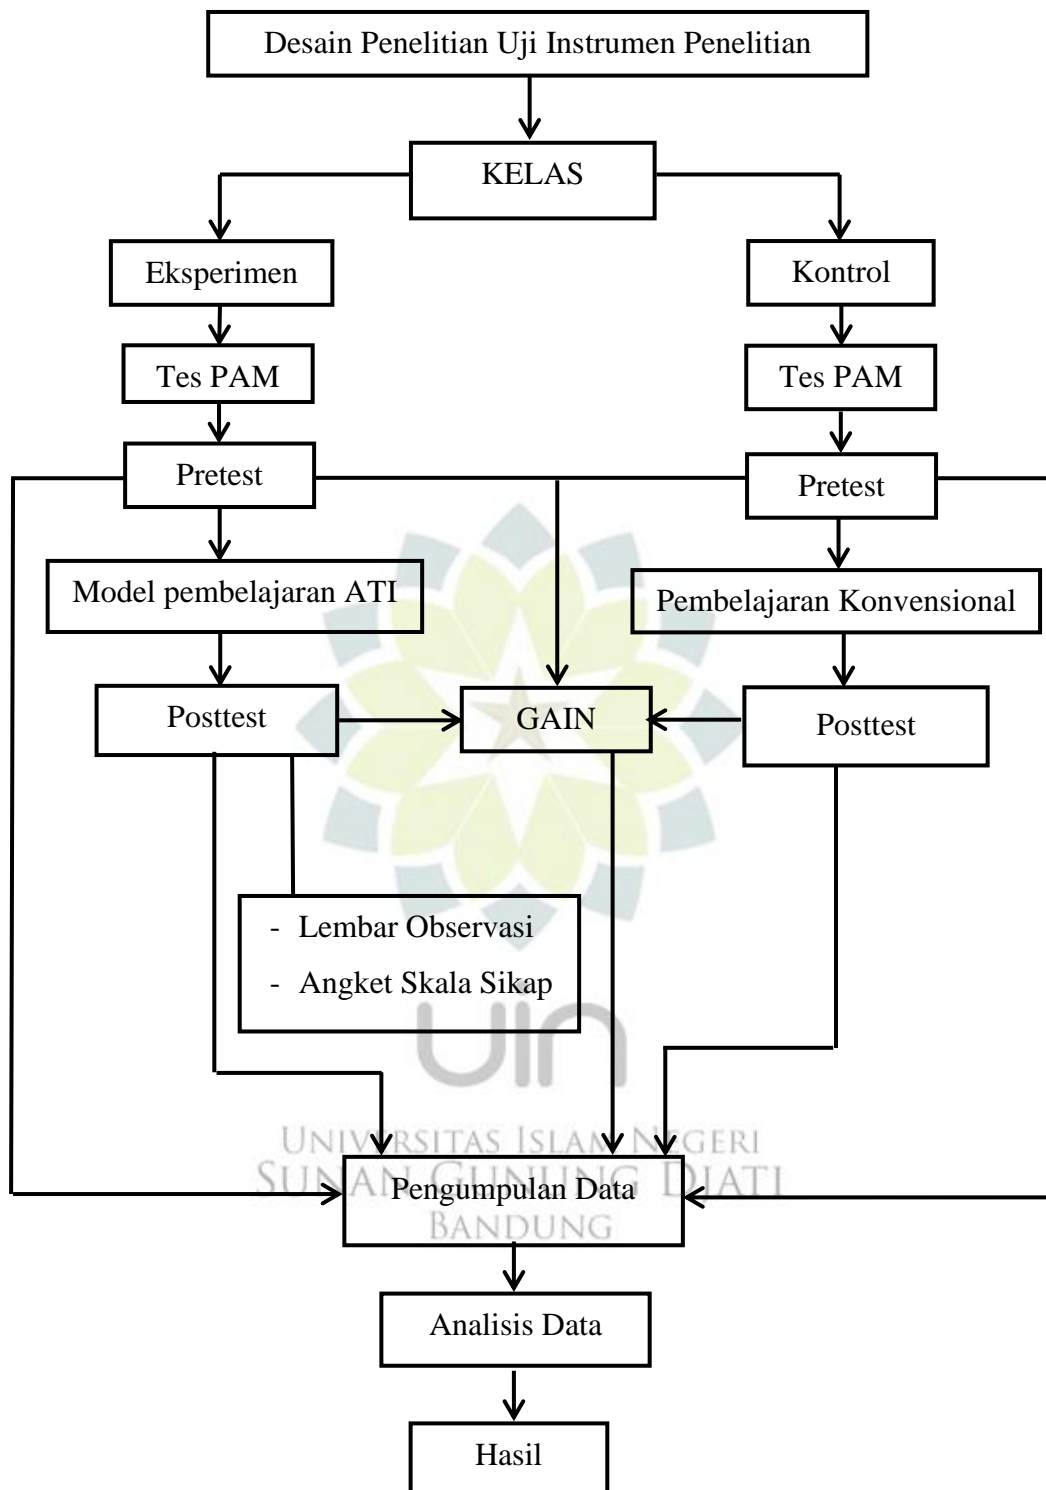 Desain Penelitian Uji Instrumen Penelitian
KELAS
Eksperimen
Kontrol
Tes PAM
Tes PAM
Pretest
Pretest
Model pembelajaran ATI
Pembelajaran Konvensional
Posttest
GAIN
Posttest
- Lembar Observasi
- Angket Skala Sikap
uin
UNIVERSITAS ISLAM NEGERI
SUNAN GUNUNG DJATI
BANDUNG
Pengumpulan Data
Analisis Data
Hasil